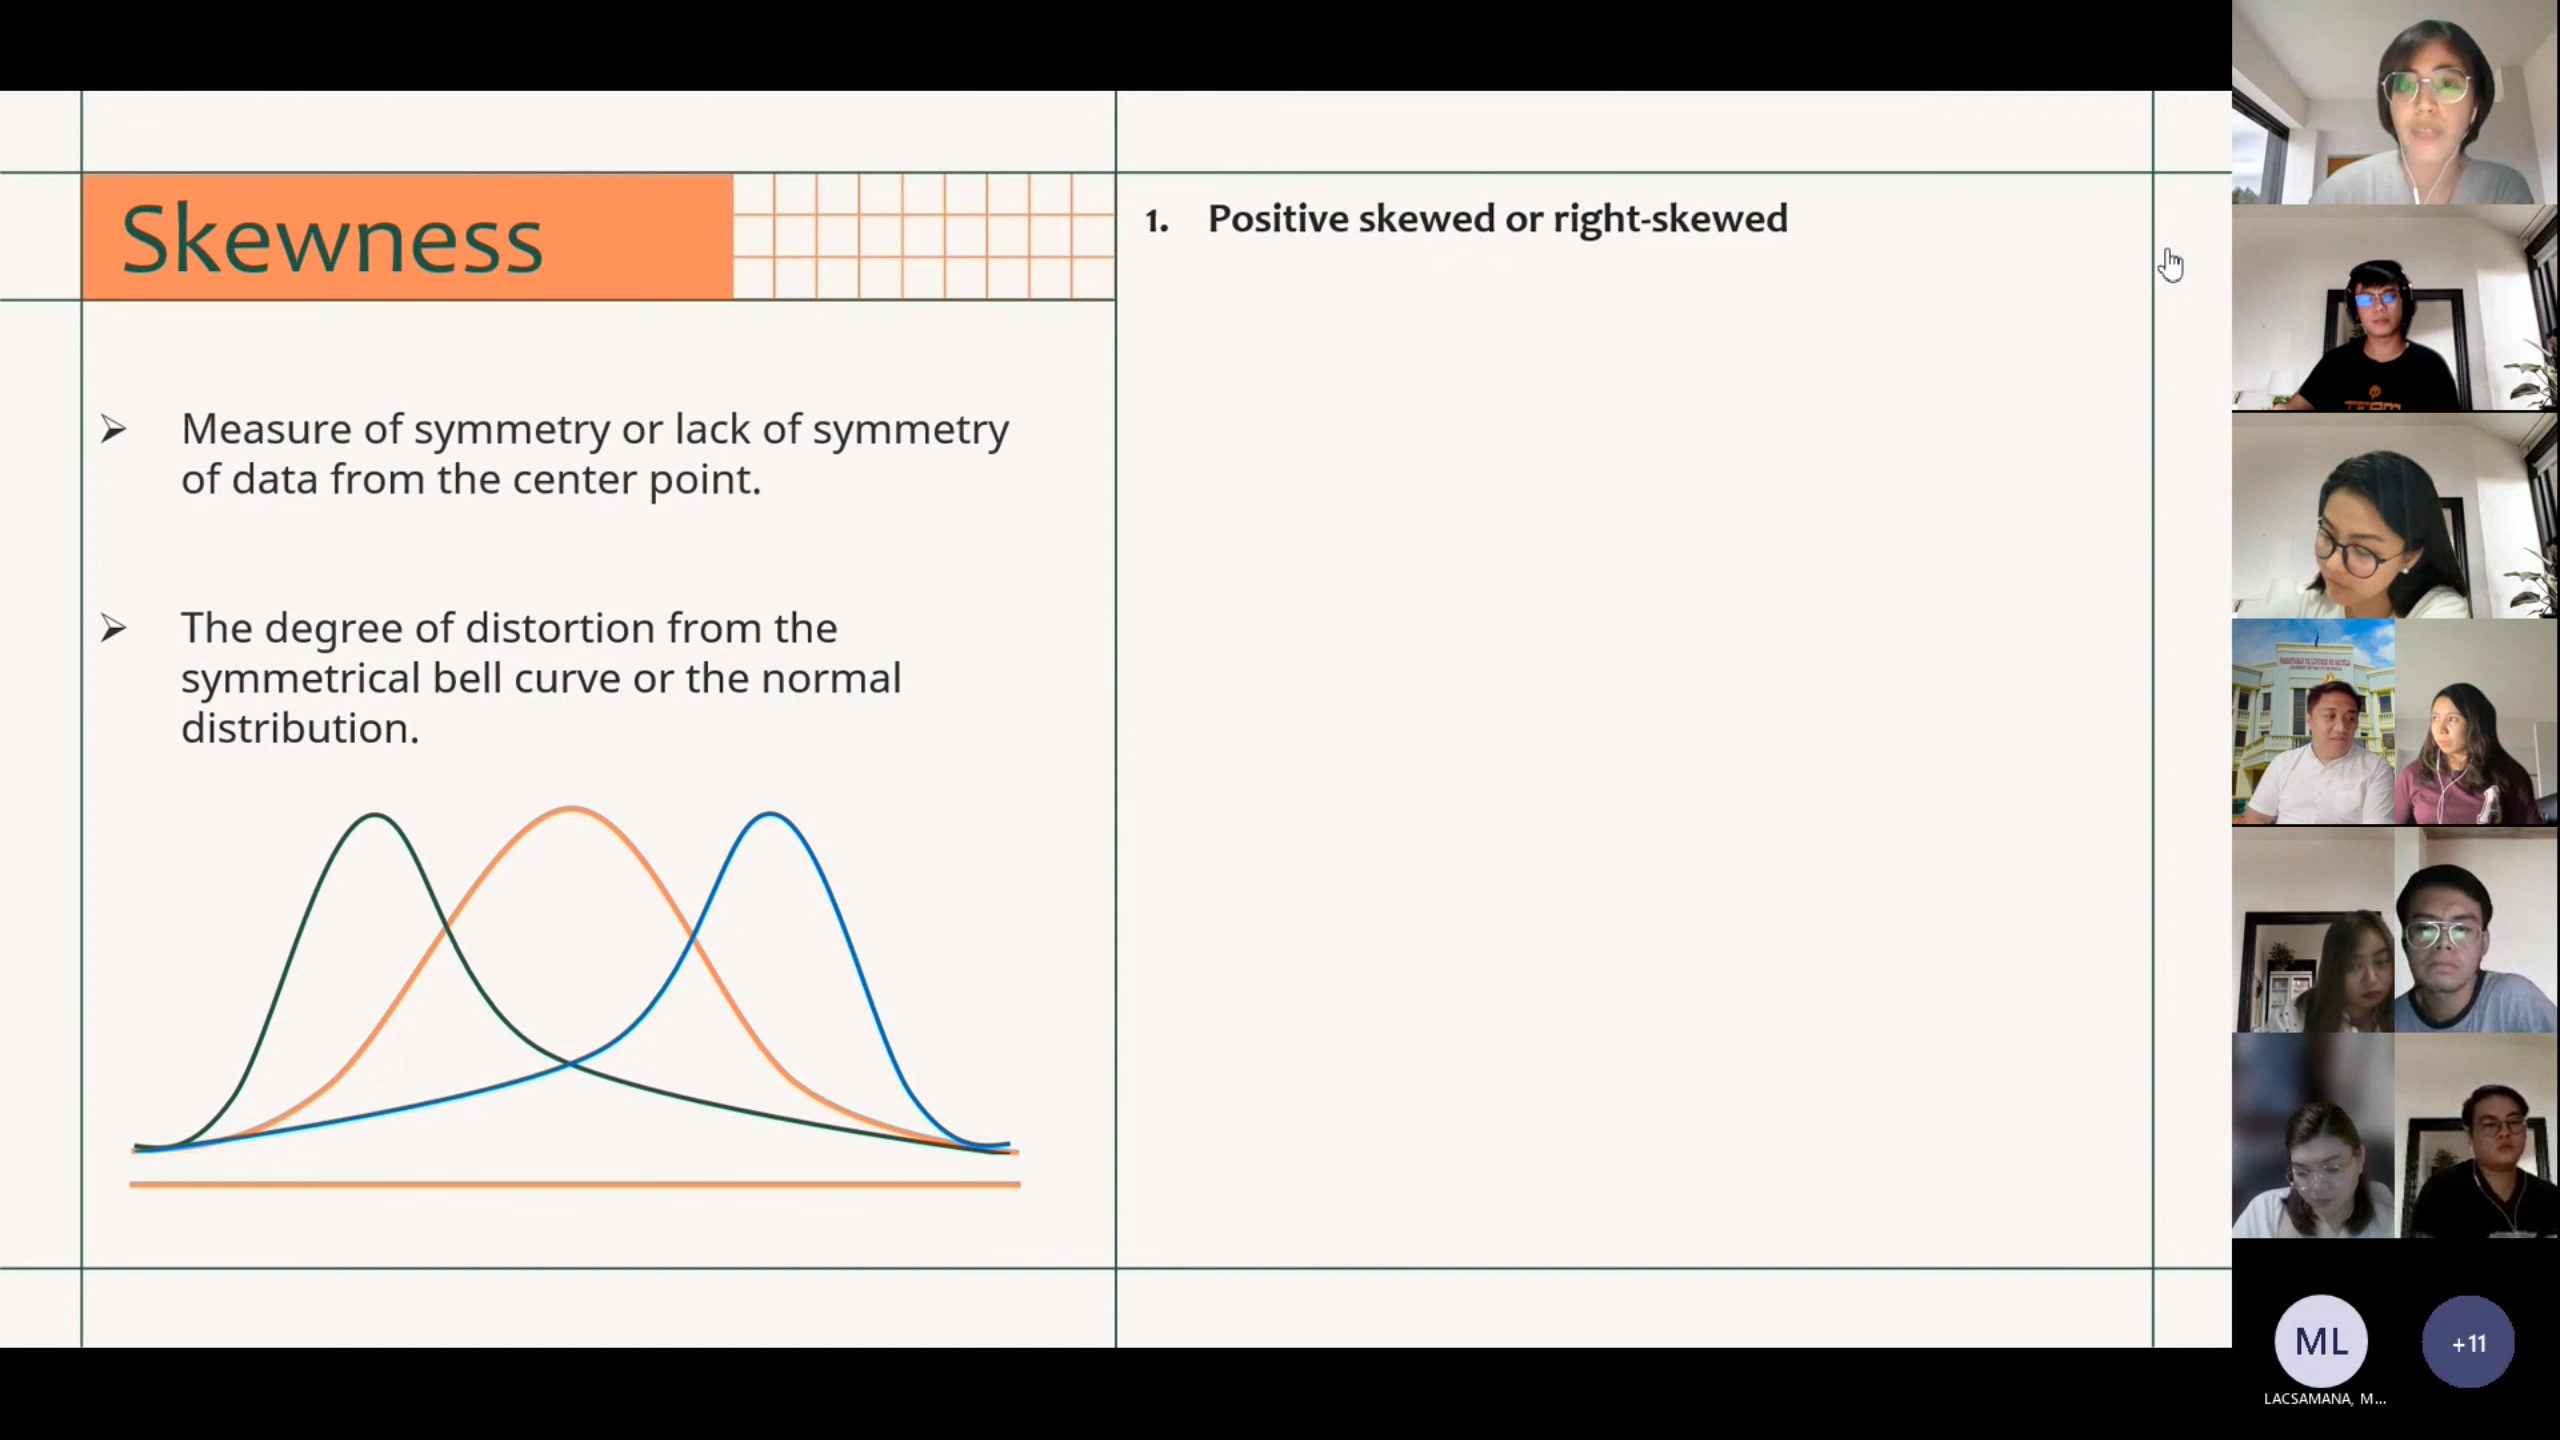 Skewness
Measure of symmetry or lack of symmetry
of data from the center point.
The degree of distortion from the
symmetrical bell curve or the normal
distribution.
1. Positive skewed or right-skewed
ML
+11
LACSAMANA, M...